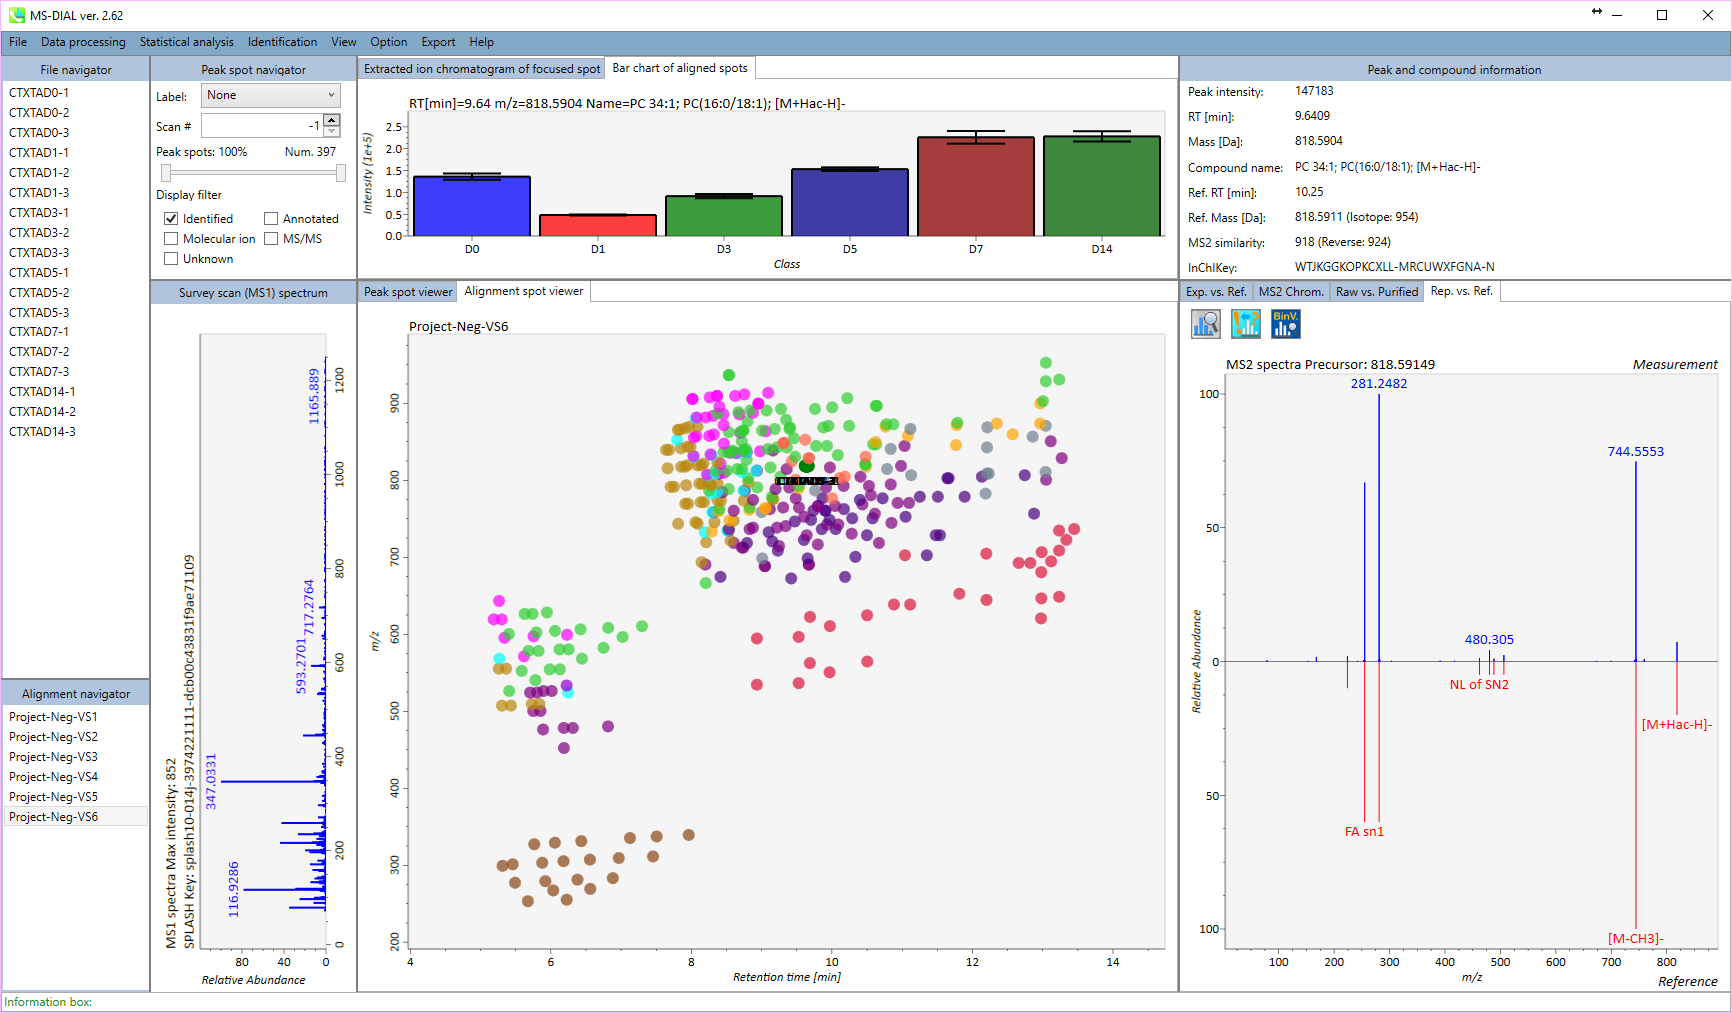 MS-DIAL ver. 2.62
File Data processing Statistical analysis Identification View Option Export Help
File navigator
CTXTAD0-1
CTXTAD0-2
CTXTAD0-3
CTXTAD1-1
CTXTAD1-2
CTXTAD1-3
CTXTAD3-1
CTXTAD3-2
CTXTAD3-3
CTXTAD5-1
CTXTAD5-2
CTXTAD5-3
CTXTAD7-1
CTXTAD7-2
CTXTAD7-3
CTXTAD14-1
CTXTAD14-2
CTXTAD14-3
Alignment navigator
Project-Neg-VS1
Project-Neg-VS2
Project-Neg-VS3
Project-Neg-VS4
Project-Neg-VS5
Project-Neg-VS6
Peak spot navigator
Label: None
Scan # -1
Peak spots: 100% Num. 397
Display filter
Identified Annotated
Molecular ion MS/MS
Unknown
Survey scan (MS1) spectrum
MS1 spectra Max intensity: 852
SPLASH Key: splash10-014j-3974221111-dcb00c43831f9ae71109
1165.889
717.2764
593.2701
347.0331
116.9286
1200
1000
800
600
400
200
0
80 40 0
Relative Abundance
Extracted ion chromatogram of focused spot Bar chart of aligned spots
RT[min]=9.64 m/z=818.5904 Name=PC 34:1; PC(16:0/18:1); [M+Hac-H]-
Intensity (1e+5)
2.5
2.0
1.5
1.0
0.5
0.0
D0 D1 D3 D5 D7 D14
Class
Peak spot viewer Alignment spot viewer
Project-Neg-VS6
m/z
900
800
700
600
500
400
300
200
4 6 8 10 12 14
Retention time [min]
Peak and compound information
Peak intensity: 147183
RT [min]: 9.6409
Mass [Da]: 818.5904
Compound name: PC 34:1; PC(16:0/18:1); [M+Hac-H]-
Ref. RT [min]: 10.25
Ref. Mass [Da]: 818.5911 (Isotope: 954)
MS2 similarity: 918 (Reverse: 924)
InChIKey: WTJKGGKOPKCXLL-MRCUWXFGNA-N
Exp. vs. Ref. MS2 Chrom. Raw vs. Purified Rep. vs. Ref.
BinV.
MS2 spectra Precursor: 818.59149 Measurement
281.2482
744.5553
480.305
NL of SN2
[M+Hac-H]-
FA sn1
[M-CH3]-
Relative Abundance
100
50
0
50
100
100 200 300 400 500 600 700 800
m/z
Reference
Information box: